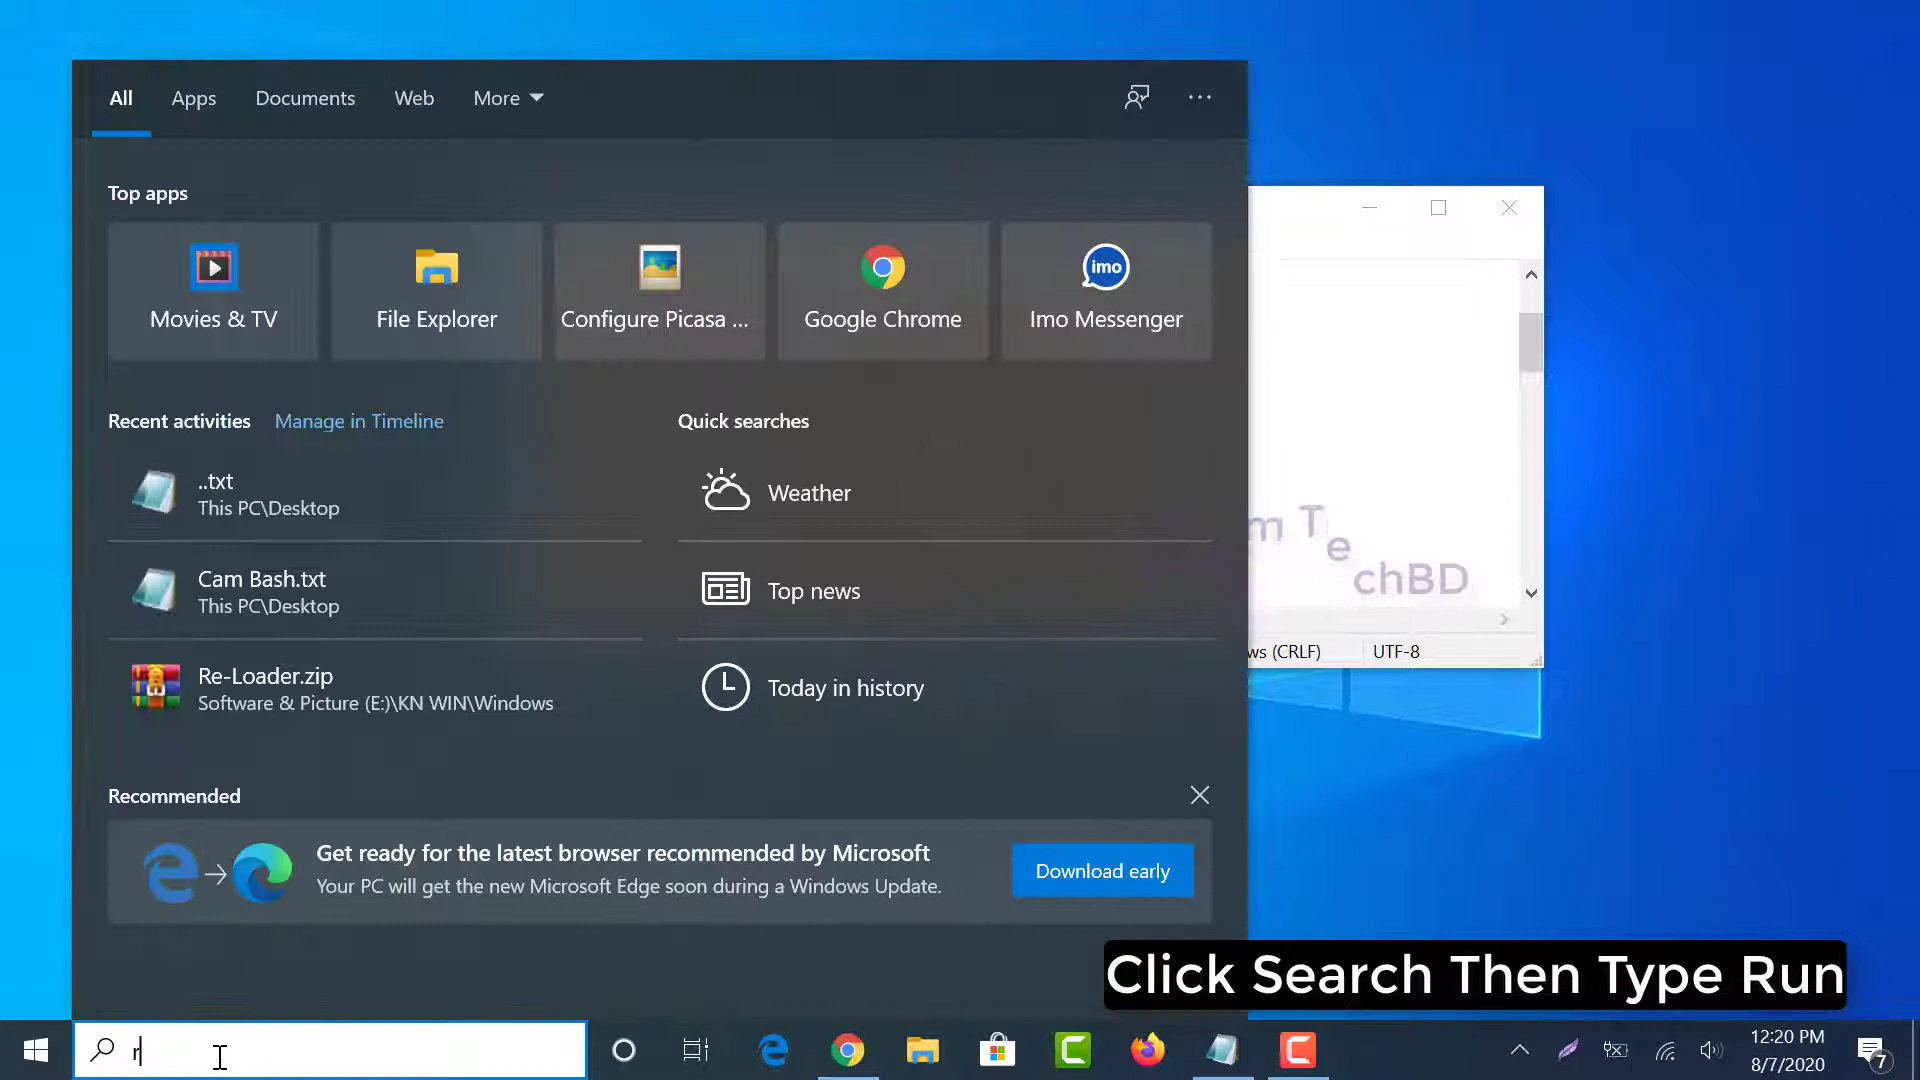 All Apps Documents Web More
Top apps
Movies & TV File Explorer Configure Picasa ... Google Chrome imo Imo Messenger
Recent activities Manage in Timeline
..txt
This PC\Desktop
Cam Bash.txt
This PC\Desktop
Re-Loader.zip
Software & Picture (E:)\KN WIN\Windows
Quick searches
Weather
Top news
Today in history
Recommended
Get ready for the latest browser recommended by Microsoft
Your PC will get the new Microsoft Edge soon during a Windows Update.
Download early
m TechBD
ws (CRLF) UTF-8
Click Search Then Type Run
r
12:20 PM
8/7/2020
7